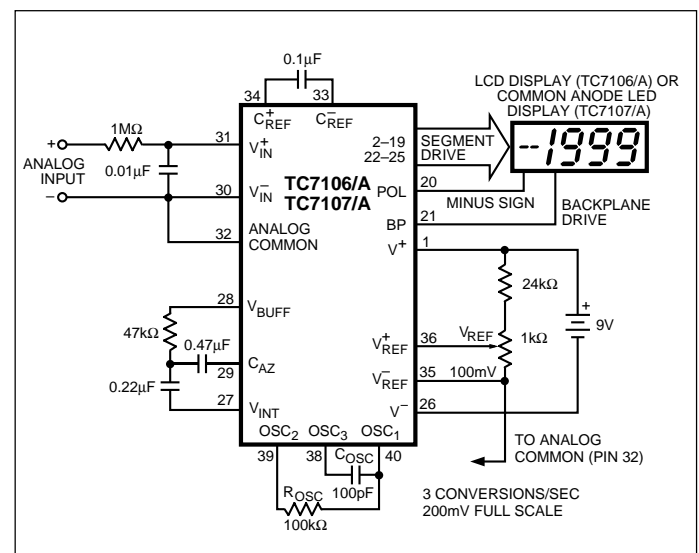 0.1µF
34
33
C+REF
C–REF
LCD DISPLAY (TC7106/A) OR
COMMON ANODE LED
DISPLAY (TC7107/A)
1MΩ
+
31
V+IN
2–19
22–25
SEGMENT
DRIVE
–1999
ANALOG
INPUT
0.01µF
–
30
V–IN
TC7106/A
TC7107/A
POL
20
MINUS SIGN
32
ANALOG
COMMON
BP
21
BACKPLANE
DRIVE
V+
1
24kΩ
28
VBUFF
47kΩ
0.47µF
29
CAZ
V+REF
36
VREF
1kΩ
+
9V
V–REF
35
100mV
0.22µF
27
VINT
V–
26
OSC2
OSC3
OSC1
39
38
COSC
40
100pF
ROSC
100kΩ
TO ANALOG
COMMON (PIN 32)
3 CONVERSIONS/SEC
200mV FULL SCALE